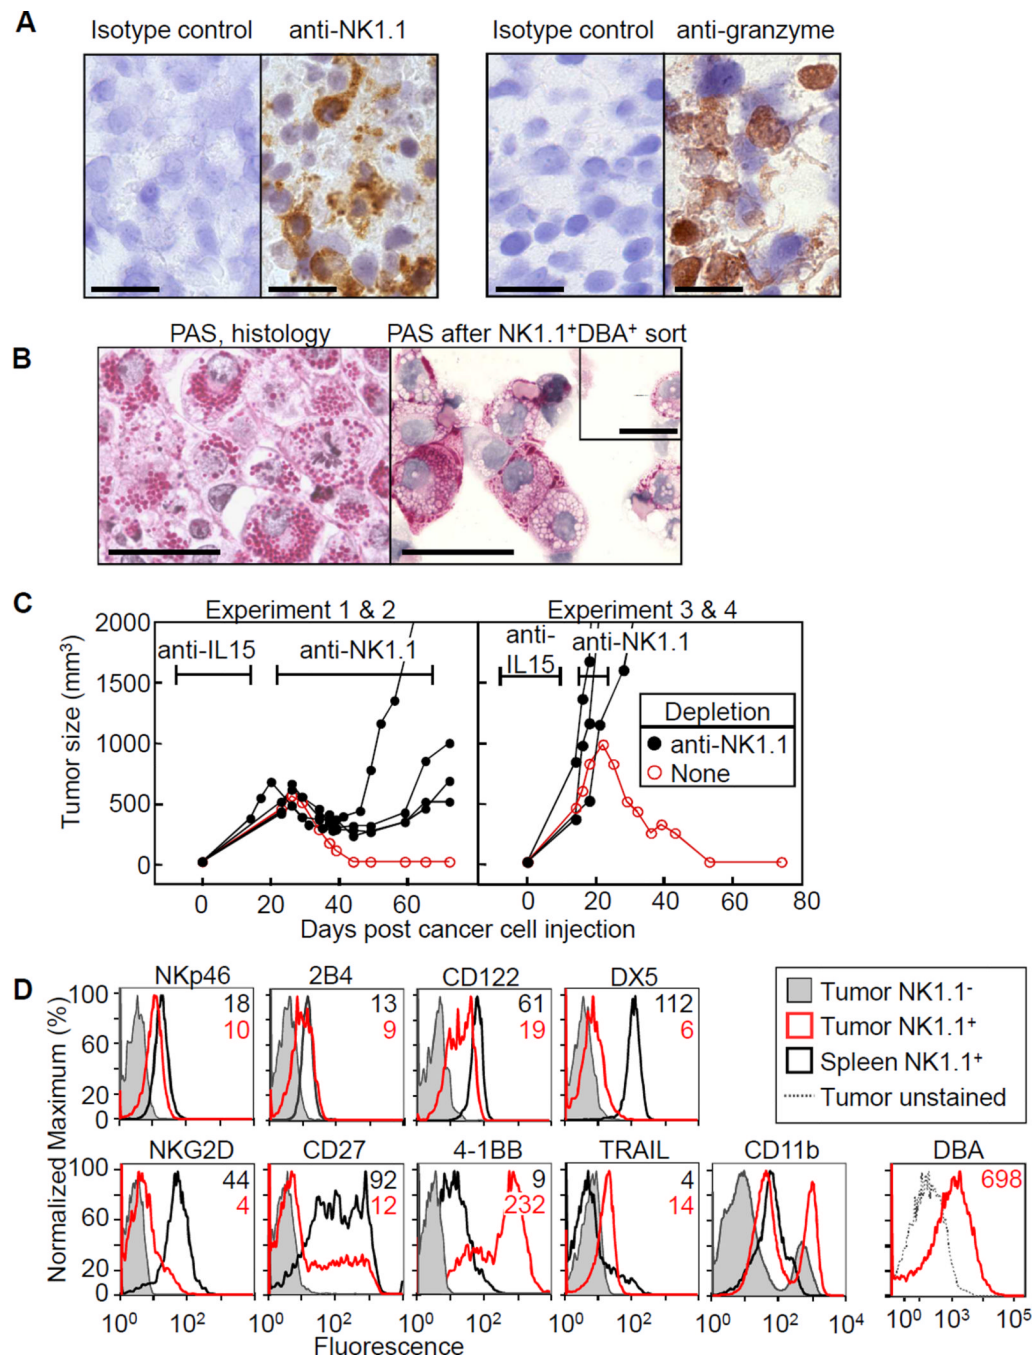 A
Isotype control anti-NK1.1 Isotype control anti-granzyme
B
PAS, histology PAS after NK1.1+DBA+ sort
C
Experiment 1 & 2 Experiment 3 & 4
Tumor size (mm³)
2000
1500
1000
500
0
anti-IL15 anti-NK1.1
anti-
IL15
anti-NK1.1
Depletion
anti-NK1.1
None
0 20 40 60 0 20 40 60 80
Days post cancer cell injection
D
NKp46 2B4 CD122 DX5
18 13 61 112
10 9 19 6
Tumor NK1.1-
Tumor NK1.1+
Spleen NK1.1+
Tumor unstained
NKG2D CD27 4-1BB TRAIL CD11b DBA
44 92 9 4 698
4 12 232 14
Normalized Maximum (%)
100
60
20
0
100
60
20
0
10⁰ 10² 10⁰ 10² 10⁰ 10² 10⁰ 10² 10⁰ 10² 10⁴ 10⁰ 10³ 10⁵
Fluorescence